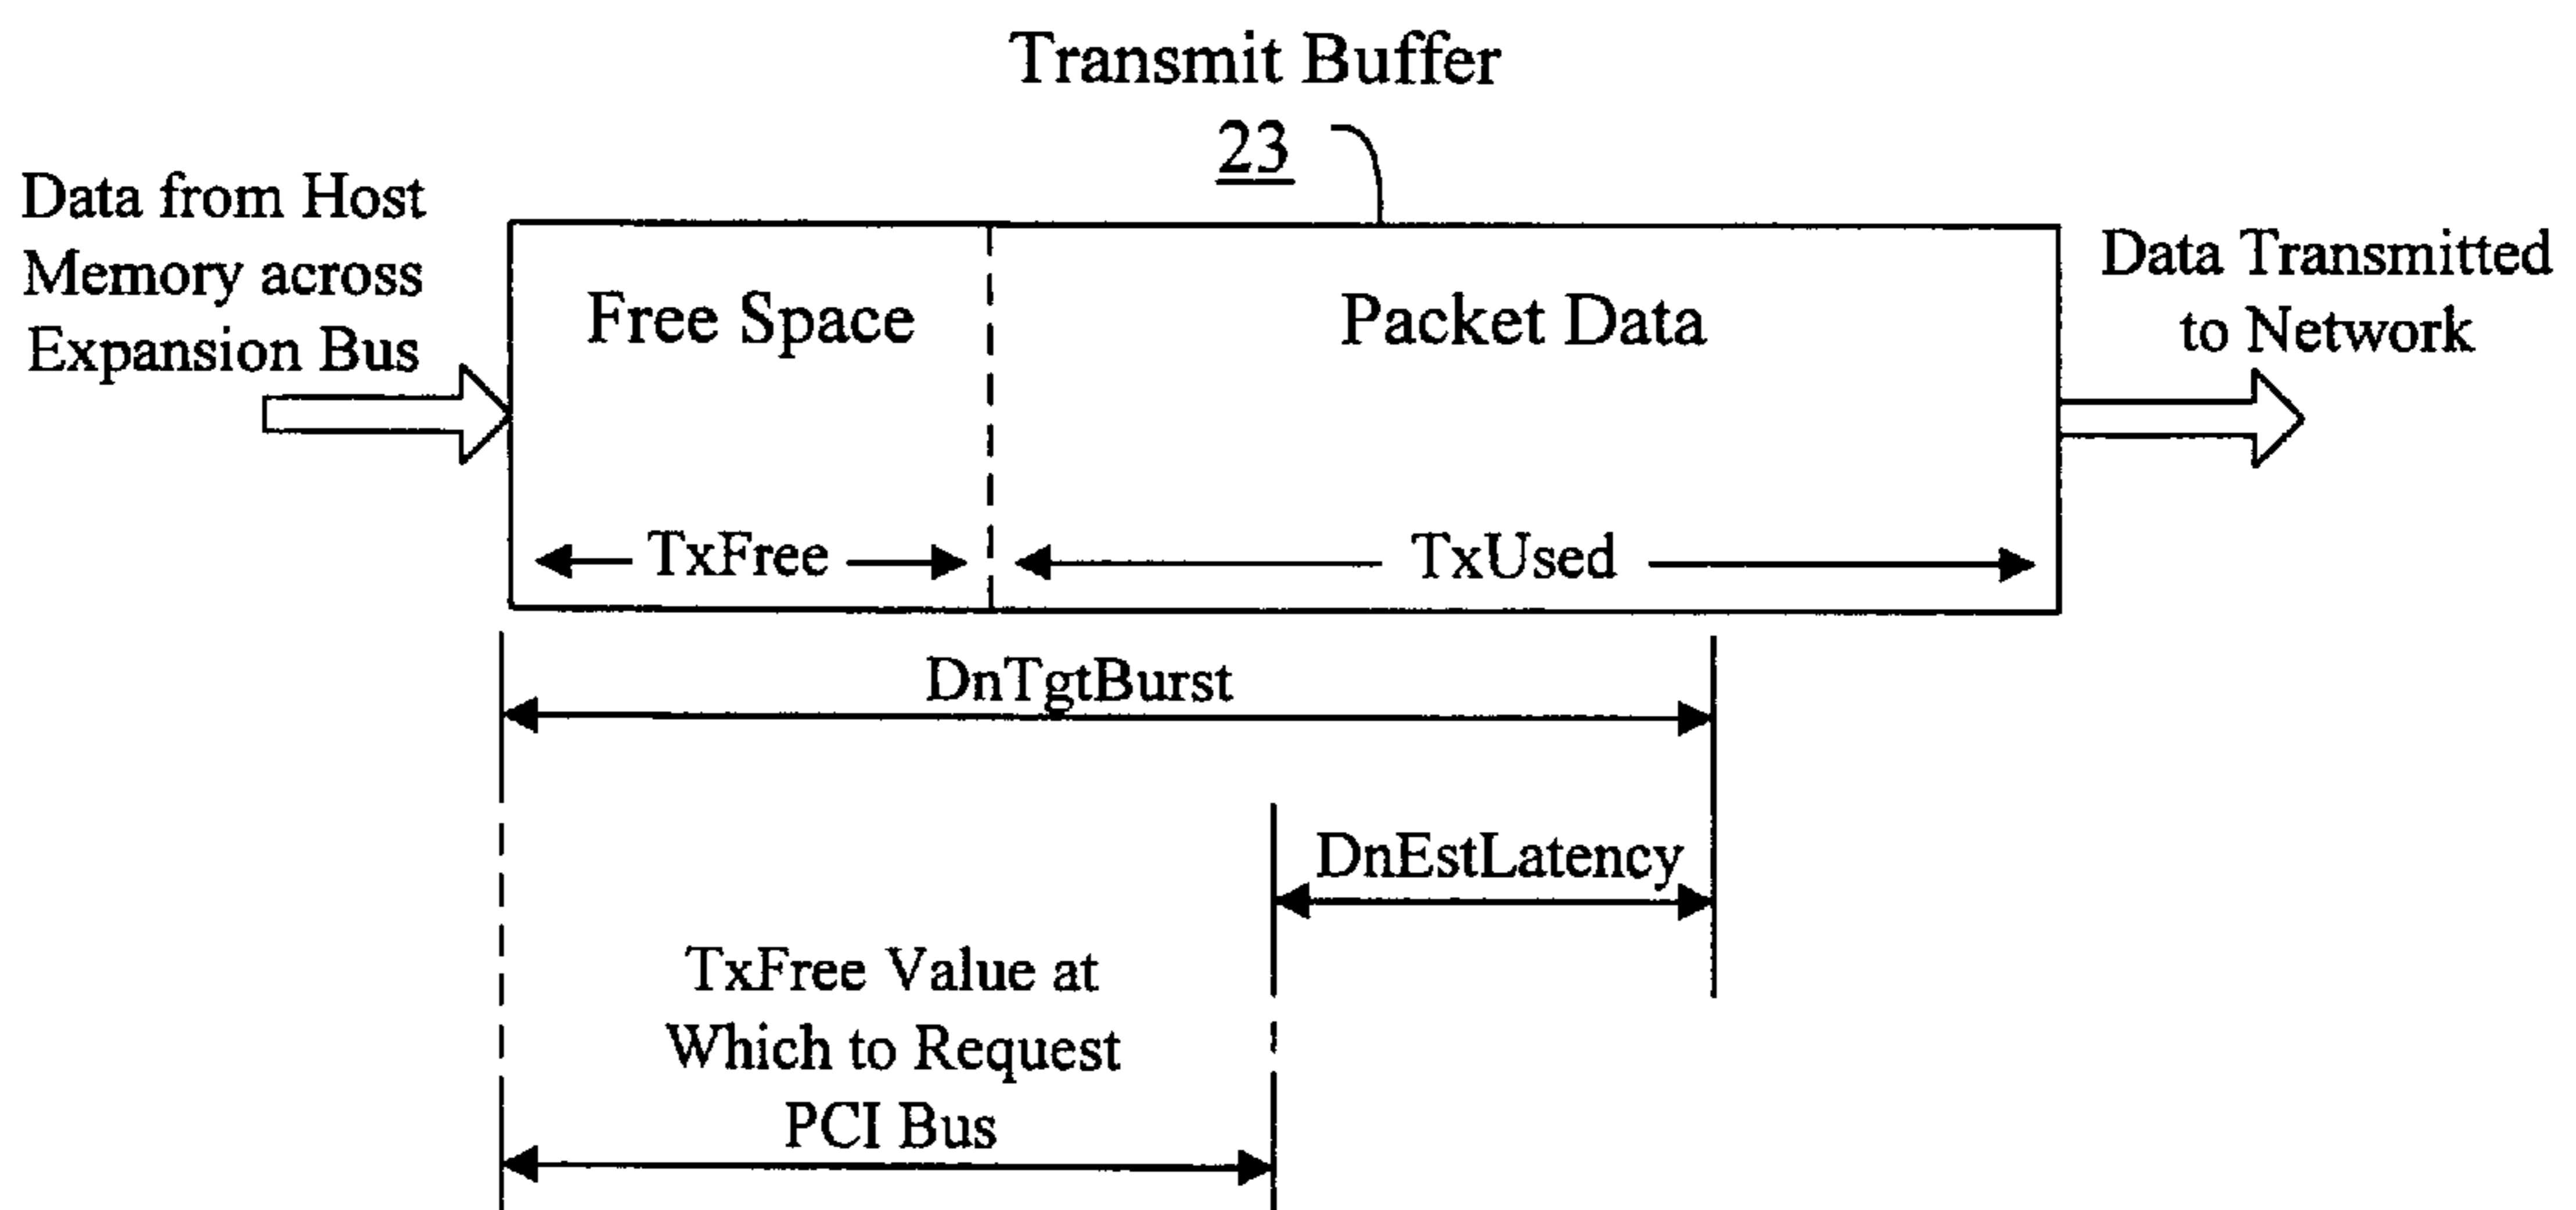 Transmit Buffer
23
Data from Host
Memory across
Expansion Bus
Free Space
Packet Data
Data Transmitted
to Network
TxFree
TxUsed
DnTgtBurst
DnEstLatency
TxFree Value at
Which to Request
PCI Bus